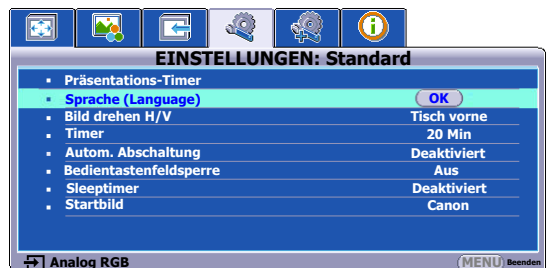 EINSTELLUNGEN: Standard
Präsentations-Timer
Sprache (Language) OK
Bild drehen H/V Tisch vorne
Timer 20 Min
Autom. Abschaltung Deaktiviert
Bedientastenfeldsperre Aus
Sleeptimer Deaktiviert
Startbild Canon
Analog RGB MENU Beenden